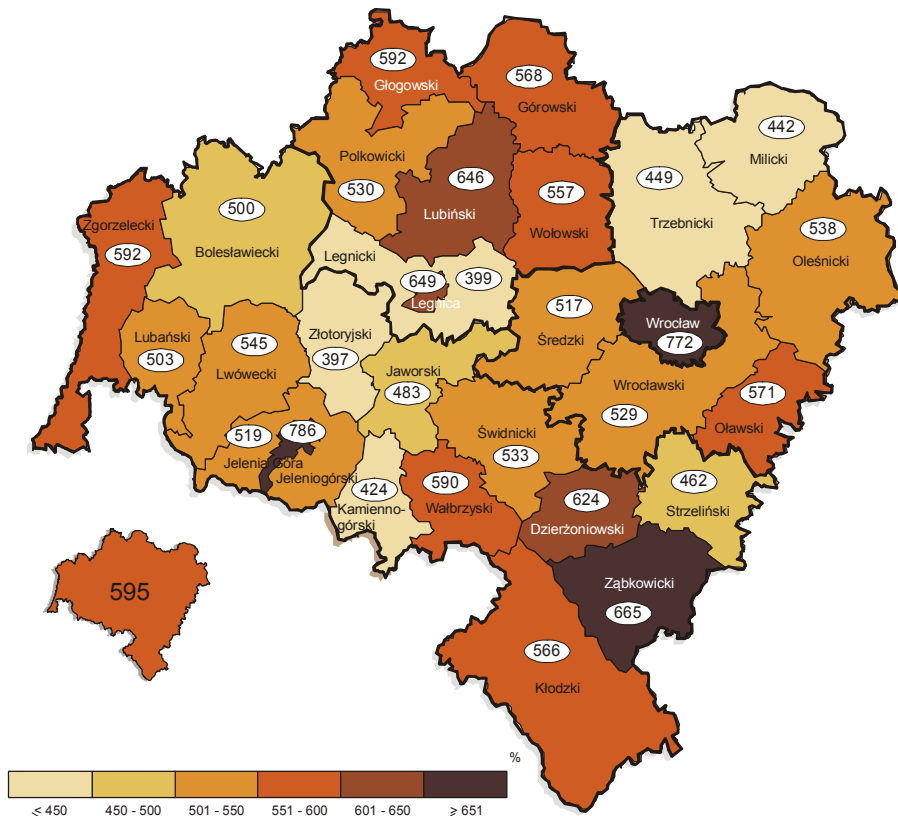 592
Głogowski
568
Górowski
442
Milicki
Polkowicki
530
646
Lubiński
557
Wołowski
449
Trzebnicki
500
Bolesławiecki
Zgorzelecki
592
538
Oleśnicki
Legnicki
649
399
Legnica
517
Średzki
Wrocław
772
Lubański
503
545
Lwówecki
Złotoryjski
397
Jaworski
483
Wrocławski
529
571
Oławski
519
786
Jelenia Góra
Jeleniogórski
Świdnicki
533
424
Kamienno-
górski
590
Wałbrzyski
624
Dzierżoniowski
462
Strzeliński
Ząbkowicki
665
595
566
Kłodzki
%
⩽ 450
450 - 500
501 - 550
551 - 600
601 - 650
⩾ 651